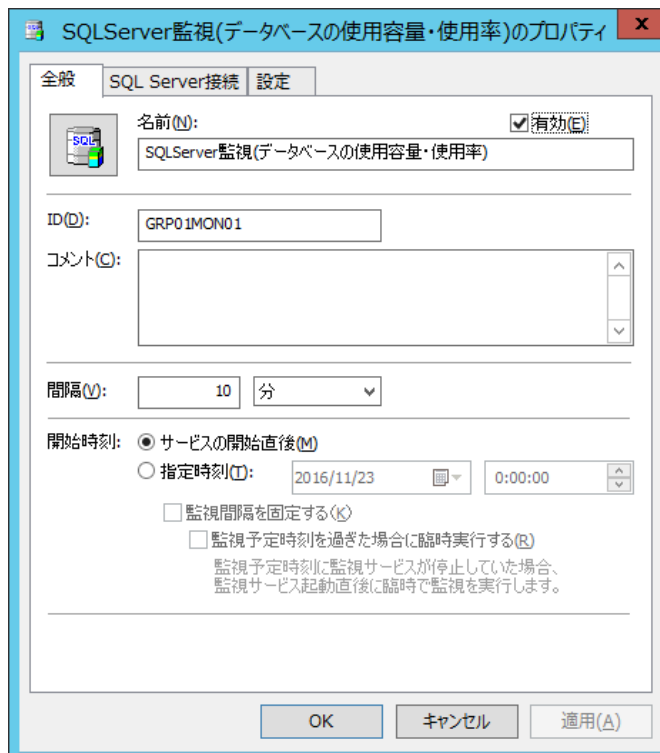 SQLServer監視(データベースの使用容量・使用率)のプロパティ
x
全般 SQL Server接続 設定
名前(N): 有効(E)
SQL
SQLServer監視(データベースの使用容量・使用率)
ID(D): GRP01MON01
コメント(C):
間隔(V): 10 分
開始時刻: サービスの開始直後(M)
指定時刻(T): 2016/11/23 0:00:00
監視間隔を固定する(K)
監視予定時刻を過ぎた場合に臨時実行する(R)
監視予定時刻に監視サービスが停止していた場合、
監視サービス起動直後に臨時で監視を実行します。
OK キャンセル 適用(A)